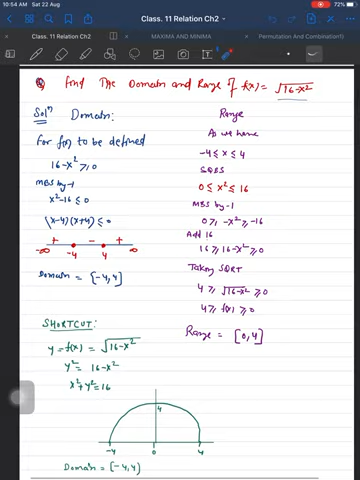 10:54 AM Sat 22 Aug
Class. 11 Relation Ch2
Class. 11 Relation Ch2
MAXIMA AND MINIMA
Permutation And Combination1)
Q) Find The Domain and Range of f(x) = √16-x²
Solⁿ Domain:
For f(x) to be defined
16-x² ≥ 0
MBS by -1
x²-16 ≤ 0
(x-4)(x+4) ≤ 0
+ - +
-∞ -4 4 ∞
Domain = [-4,4]
Range
As we have
-4 ≤ x ≤ 4
SQBS
0 ≤ x² ≤ 16
MBS by -1
0 ≥ -x² ≥ -16
Add 16
16 ≥ 16-x² ≥ 0
Taking SQRT
4 ≥ √16-x² ≥ 0
4 ≥ f(x) ≥ 0
Range = [0,4]
SHORTCUT:
y = f(x) = √16-x²
y² = 16-x²
x²+y² = 16
4
-4 0 4
Domain = [-4,4)